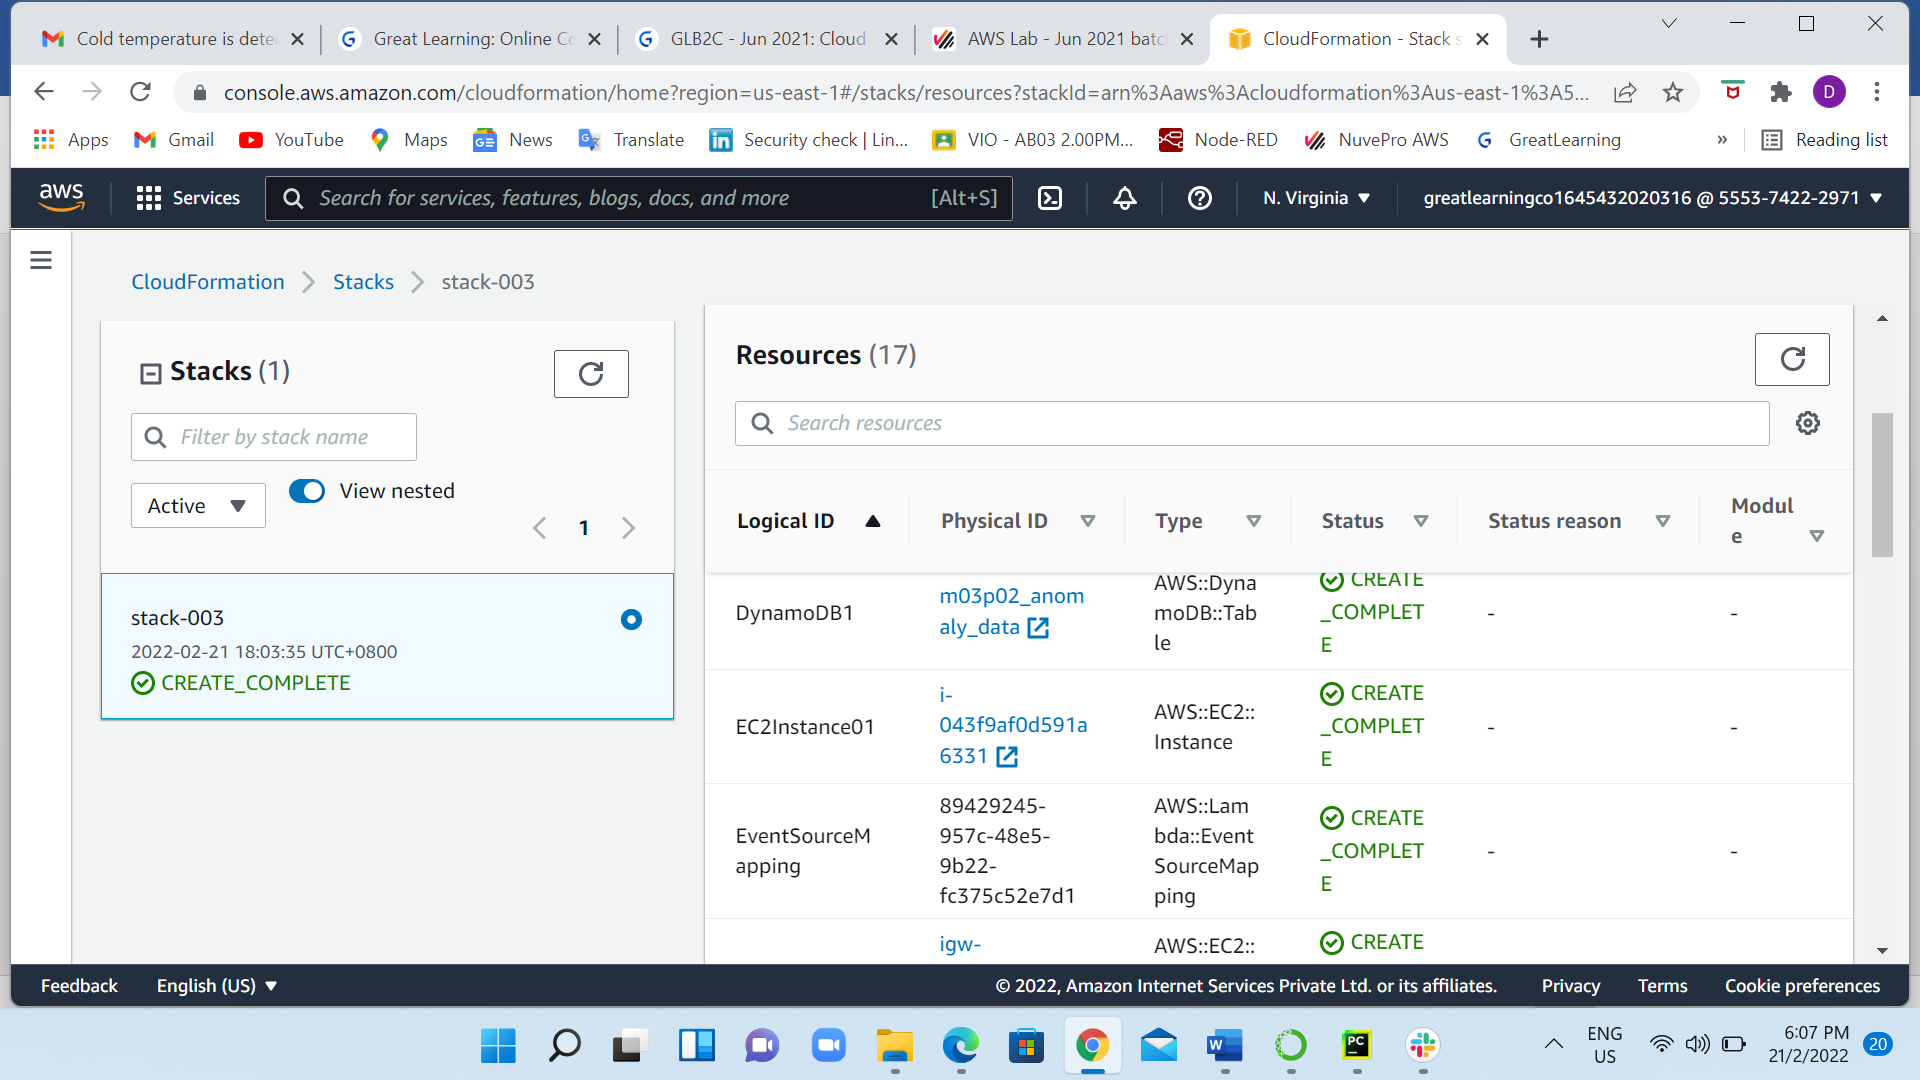 Cold temperature is dete
Great Learning: Online Co
GLB2C - Jun 2021: Cloud
AWS Lab - Jun 2021 batch
CloudFormation - Stack s
console.aws.amazon.com/cloudformation/home?region=us-east-1#/stacks/resources?stackId=arn%3Aaws%3Acloudformation%3Aus-east-1%3A5...
D
Apps
Gmail
YouTube
Maps
News
Translate
Security check | Lin...
VIO - AB03 2.00PM...
Node-RED
NuvePro AWS
GreatLearning
»
Reading list
aws
Services
Search for services, features, blogs, docs, and more
[Alt+S]
N. Virginia
greatlearningco1645432020316 @ 5553-7422-2971
CloudFormation
Stacks
stack-003
Stacks (1)
Filter by stack name
Active
View nested
1
stack-003
2022-02-21 18:03:35 UTC+0800
CREATE_COMPLETE
Resources (17)
Search resources
Logical ID
Physical ID
Type
Status
Status reason
Modul
e
DynamoDB1
m03p02_anom
aly_data
AWS::Dyna
moDB::Tab
le
CREATE
_COMPLET
E
-
-
EC2Instance01
i-
043f9af0d591a
6331
AWS::EC2::
Instance
CREATE
_COMPLET
E
-
-
EventSourceM
apping
89429245-
957c-48e5-
9b22-
fc375c52e7d1
AWS::Lam
bda::Event
SourceMap
ping
CREATE
_COMPLET
E
-
-
igw-
AWS::EC2::
CREATE
Feedback
English (US)
© 2022, Amazon Internet Services Private Ltd. or its affiliates.
Privacy
Terms
Cookie preferences
ENG
US
6:07 PM
21/2/2022
20